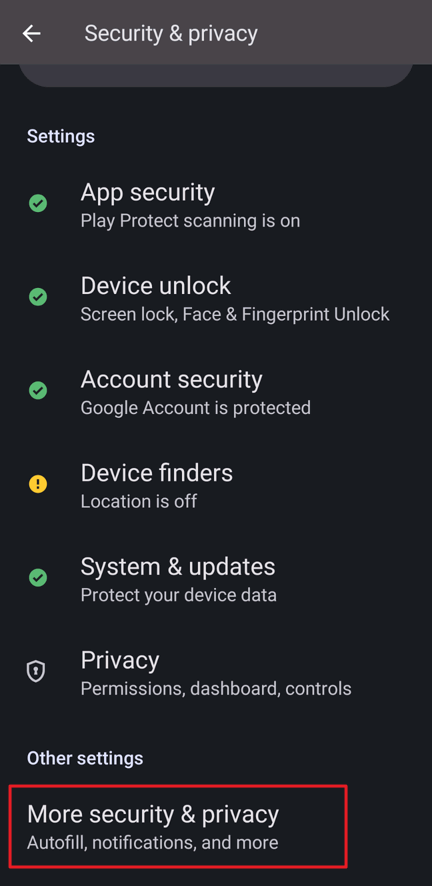 Security & privacy
Settings
App security
Play Protect scanning is on
Device unlock
Screen lock, Face & Fingerprint Unlock
Account security
Google Account is protected
Device finders
Location is off
System & updates
Protect your device data
Privacy
Permissions, dashboard, controls
Other settings
More security & privacy
Autofill, notifications, and more